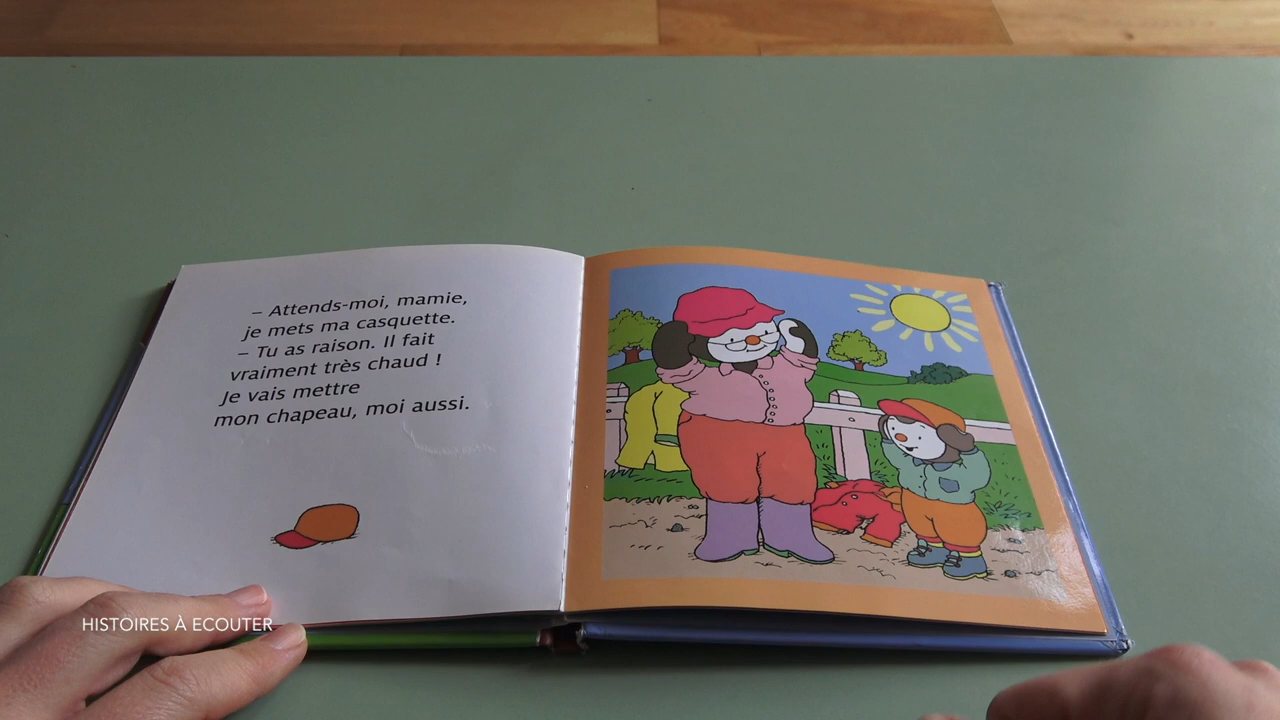 – Attends-moi, mamie,
je mets ma casquette.
– Tu as raison. Il fait
vraiment très chaud !
Je vais mettre
mon chapeau, moi aussi.
HISTOIRES À ECOUTER